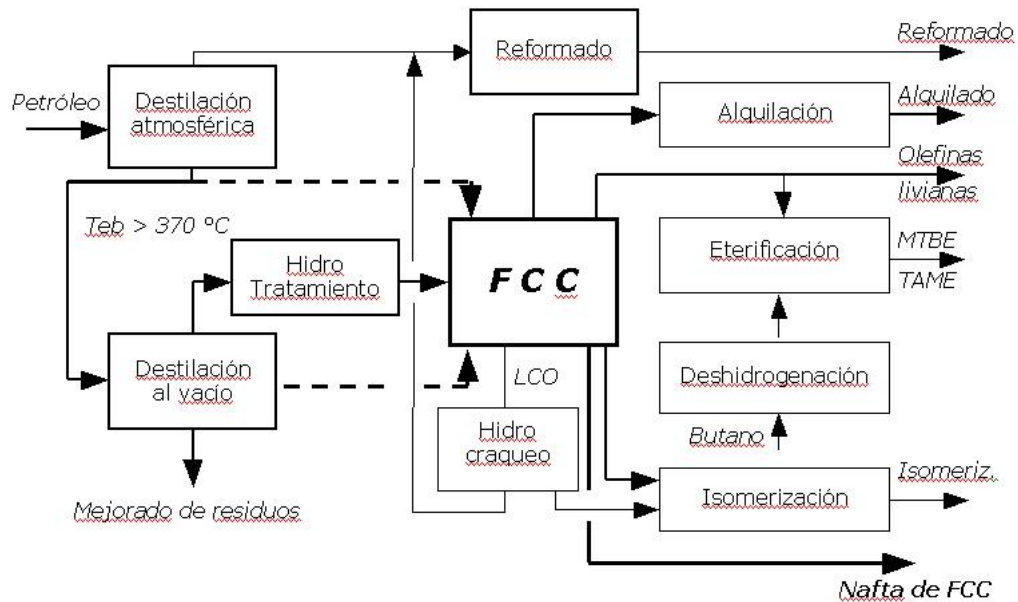 Reformado
Reformado
Petróleo
Destilación
atmosférica
Alquilación
Alquilado
Olefinas
livianas
Teb > 370 °C
Hidro
Tratamiento
F C C
Eterificación
MTBE
TAME
Destilación
al vacío
LCO
Deshidrogenación
Hidro
craqueo
Butano
Isomerización
Isomeriz.
Mejorado de residuos
Nafta de FCC